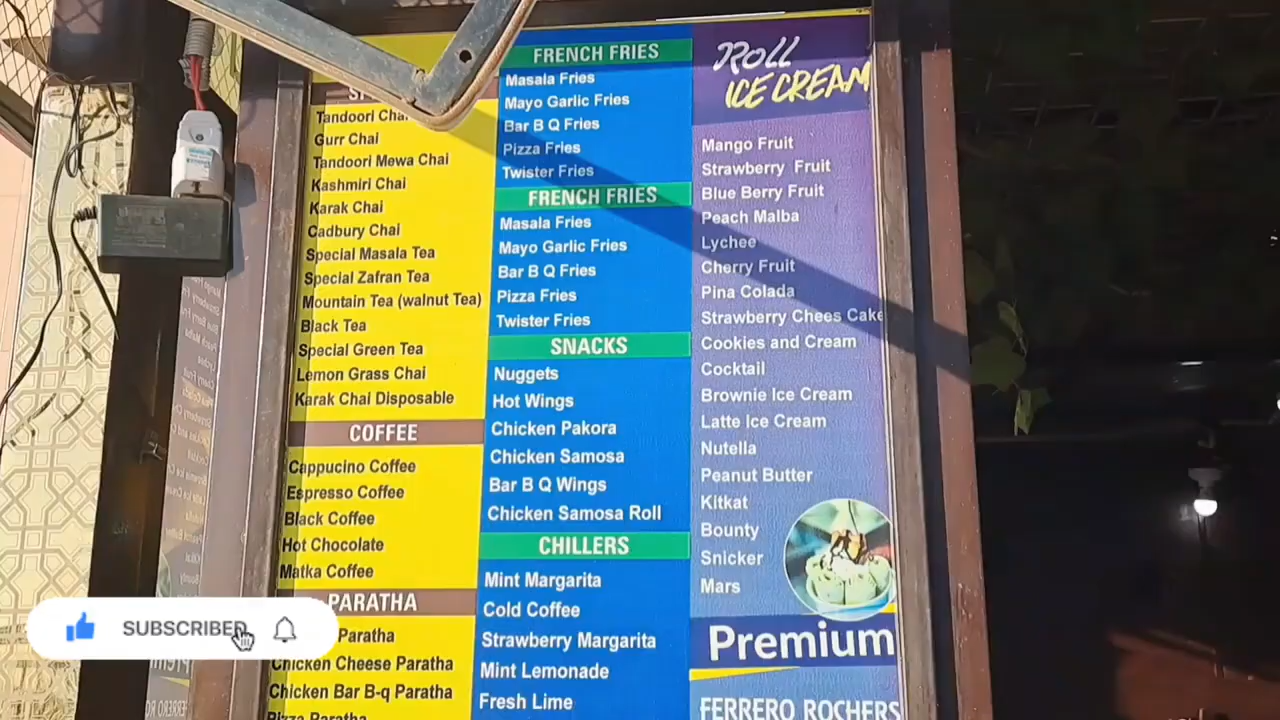 Tandoori Chai
Gurr Chai
Tandoori Mewa Chai
Kashmiri Chai
Karak Chai
Cadbury Chai
Special Masala Tea
Special Zafran Tea
Mountain Tea (walnut Tea)
Black Tea
Special Green Tea
Lemon Grass Chai
Karak Chai Disposable
COFFEE
Cappucino Coffee
Espresso Coffee
Black Coffee
Hot Chocolate
Matka Coffee
PARATHA
Paratha
Chicken Cheese Paratha
Chicken Bar B-q Paratha
Pizza Paratha
FRENCH FRIES
Masala Fries
Mayo Garlic Fries
Bar B Q Fries
Pizza Fries
Twister Fries
FRENCH FRIES
Masala Fries
Mayo Garlic Fries
Bar B Q Fries
Pizza Fries
Twister Fries
SNACKS
Nuggets
Hot Wings
Chicken Pakora
Chicken Samosa
Bar B Q Wings
Chicken Samosa Roll
CHILLERS
Mint Margarita
Cold Coffee
Strawberry Margarita
Mint Lemonade
Fresh Lime
ROLL
ICE CREAM
Mango Fruit
Strawberry Fruit
Blue Berry Fruit
Peach Malba
Lychee
Cherry Fruit
Pina Colada
Strawberry Chees Cake
Cookies and Cream
Cocktail
Brownie Ice Cream
Latte Ice Cream
Nutella
Peanut Butter
Kitkat
Bounty
Snicker
Mars
Premium
FERRERO ROCHERS
SUBSCRIBED